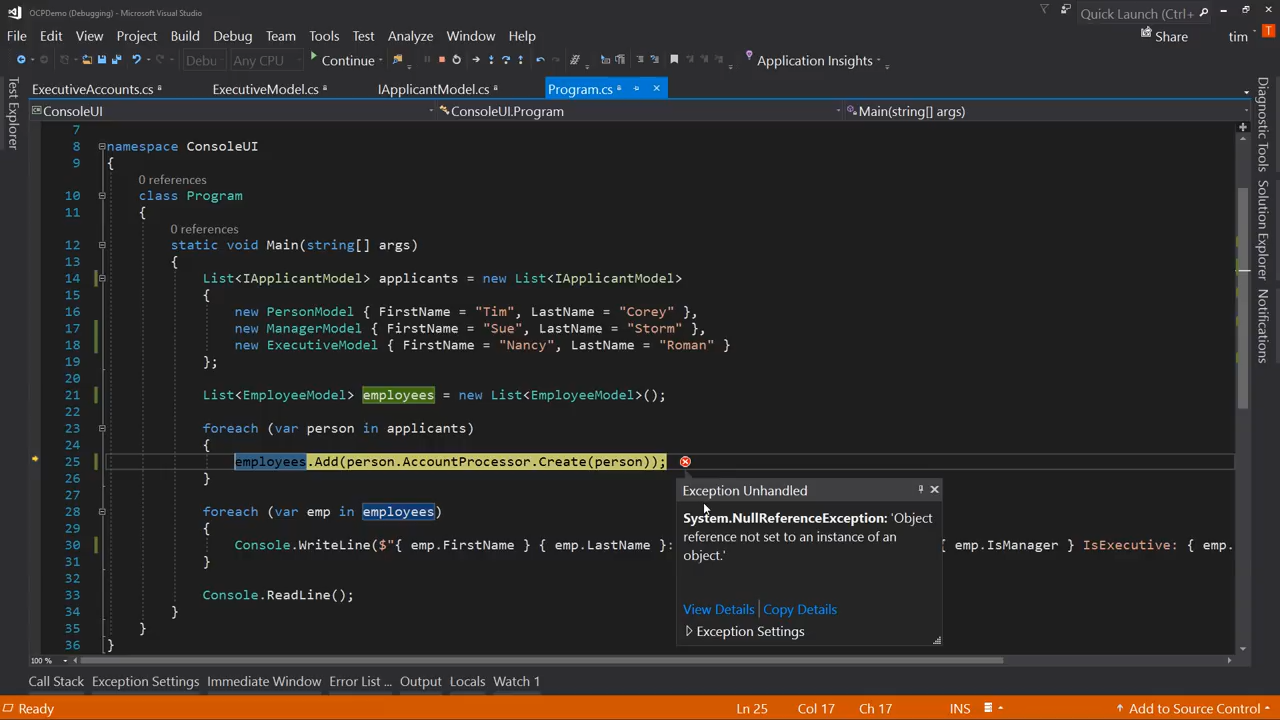 OCPDemo (Debugging) - Microsoft Visual Studio
Quick Launch (Ctrl+
File Edit View Project Build Debug Team Tools Test Analyze Window Help
Share
tim
T
Debu Any CPU Continue Application Insights
Test Explorer
ExecutiveAccounts.cs ExecutiveModel.cs IApplicantModel.cs Program.cs
ConsoleUI ConsoleUI.Program Main(string[] args)
7
8 namespace ConsoleUI
9 {
0 references
10 class Program
11 {
0 references
12 static void Main(string[] args)
13 {
14 List<IApplicantModel> applicants = new List<IApplicantModel>
15 {
16 new PersonModel { FirstName = "Tim", LastName = "Corey" },
17 new ManagerModel { FirstName = "Sue", LastName = "Storm" },
18 new ExecutiveModel { FirstName = "Nancy", LastName = "Roman" }
19 };
20
21 List<EmployeeModel> employees = new List<EmployeeModel>();
22
23 foreach (var person in applicants)
24 {
25 employees.Add(person.AccountProcessor.Create(person));
26 }
27
28 foreach (var emp in employees)
29 {
30 Console.WriteLine($"{ emp.FirstName } { emp.LastName }: { emp.IsManager } IsExecutive: { emp.
31 }
32
33 Console.ReadLine();
34 }
35 }
36 }
Exception Unhandled
System.NullReferenceException: 'Object
reference not set to an instance of an
object.'
View Details | Copy Details
Exception Settings
Diagnostic Tools
Solution Explorer
Notifications
100 %
Call Stack Exception Settings Immediate Window Error List ... Output Locals Watch 1
Ready Ln 25 Col 17 Ch 17 INS Add to Source Control